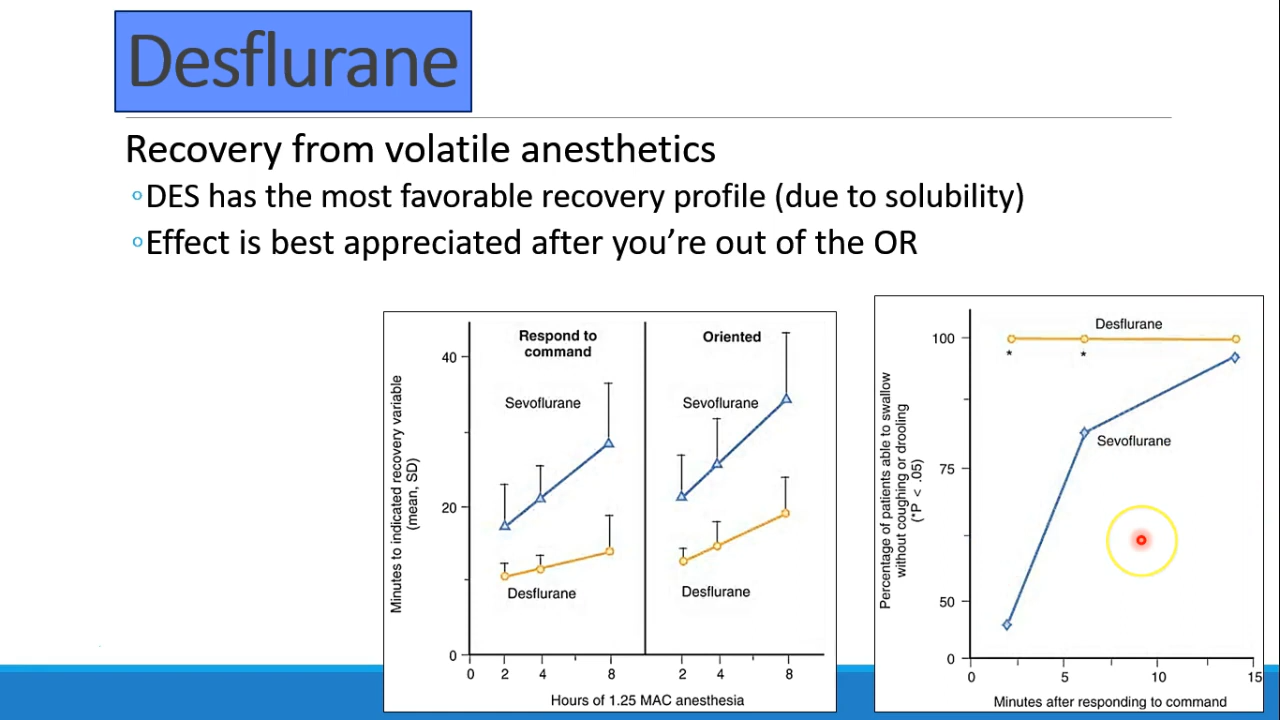 Desflurane
Recovery from volatile anesthetics
DES has the most favorable recovery profile (due to solubility)
Effect is best appreciated after you’re out of the OR
Respond to
command
Oriented
Sevoflurane
Sevoflurane
Desflurane
Desflurane
40
20
0
Minutes to indicated recovery variable
(mean, SD)
0 2 4 8 2 4 8
Hours of 1.25 MAC anesthesia
Desflurane
* *
Sevoflurane
100
75
50
0
Percentage of patients able to swallow
without coughing or drooling
(*P < .05)
0 5 10 15
Minutes after responding to command